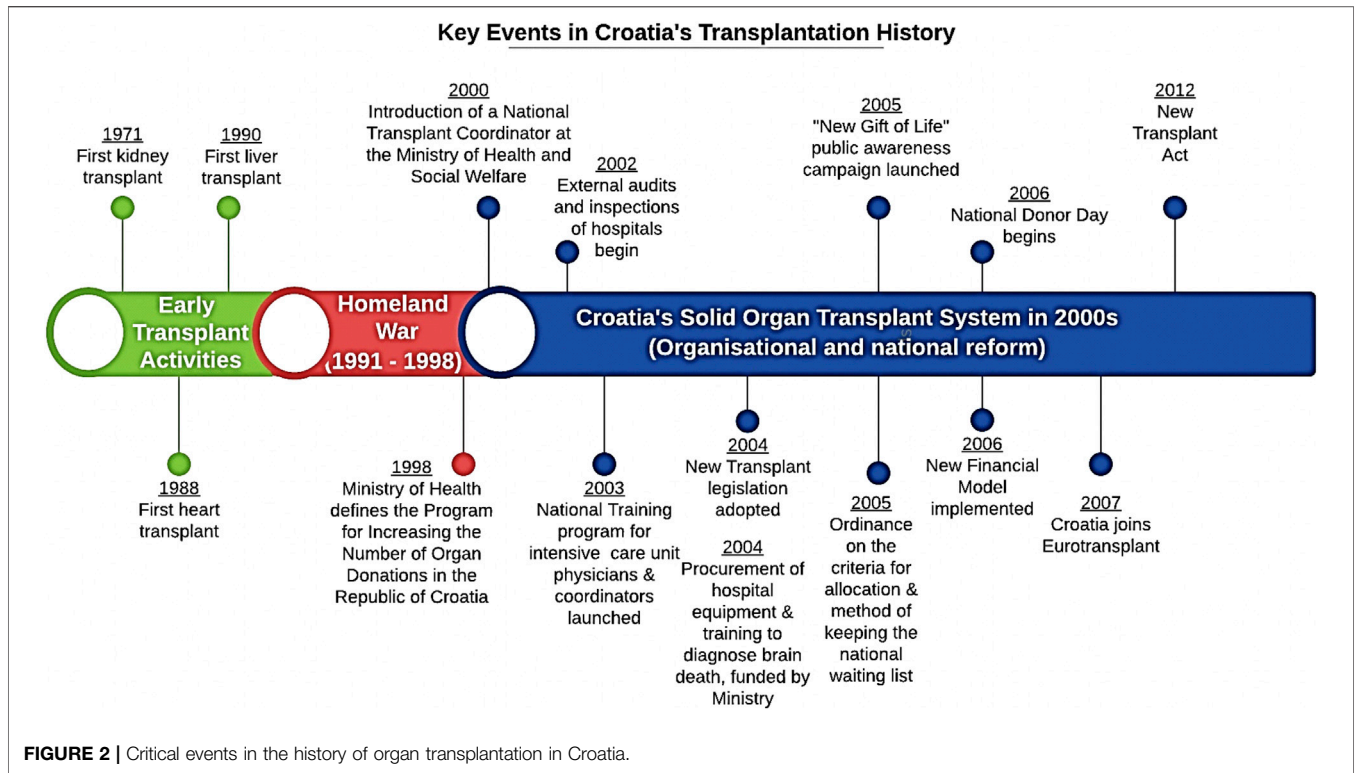 Key Events in Croatia's Transplantation History
1971
First kidney
transplant
1990
First liver
transplant
2000
Introduction of a National
Transplant Coordinator at
the Ministry of Health and
Social Welfare
2002
External audits
and inspections
of hospitals
begin
2005
"New Gift of Life"
public awareness
campaign launched
2006
National Donor Day
begins
2012
New
Transplant
Act
Early
Transplant
Activities
Homeland
War
(1991 - 1998)
Croatia's Solid Organ Transplant System in 2000s
(Organisational and national reform)
1988
First heart
transplant
1998
Ministry of Health
defines the Program
for Increasing the
Number of Organ
Donations in the
Republic of Croatia
2003
National Training
program for
intensive care unit
physicians &
coordinators
launched
2004
New Transplant
legislation
adopted
2004
Procurement of
hospital
equipment &
training to
diagnose brain
death, funded by
Ministry
2005
Ordinance
on the
criteria for
allocation &
method of
keeping the
national
waiting list
2006
New Financial
Model
implemented
2007
Croatia joins
Eurotransplant
FIGURE 2 | Critical events in the history of organ transplantation in Croatia.